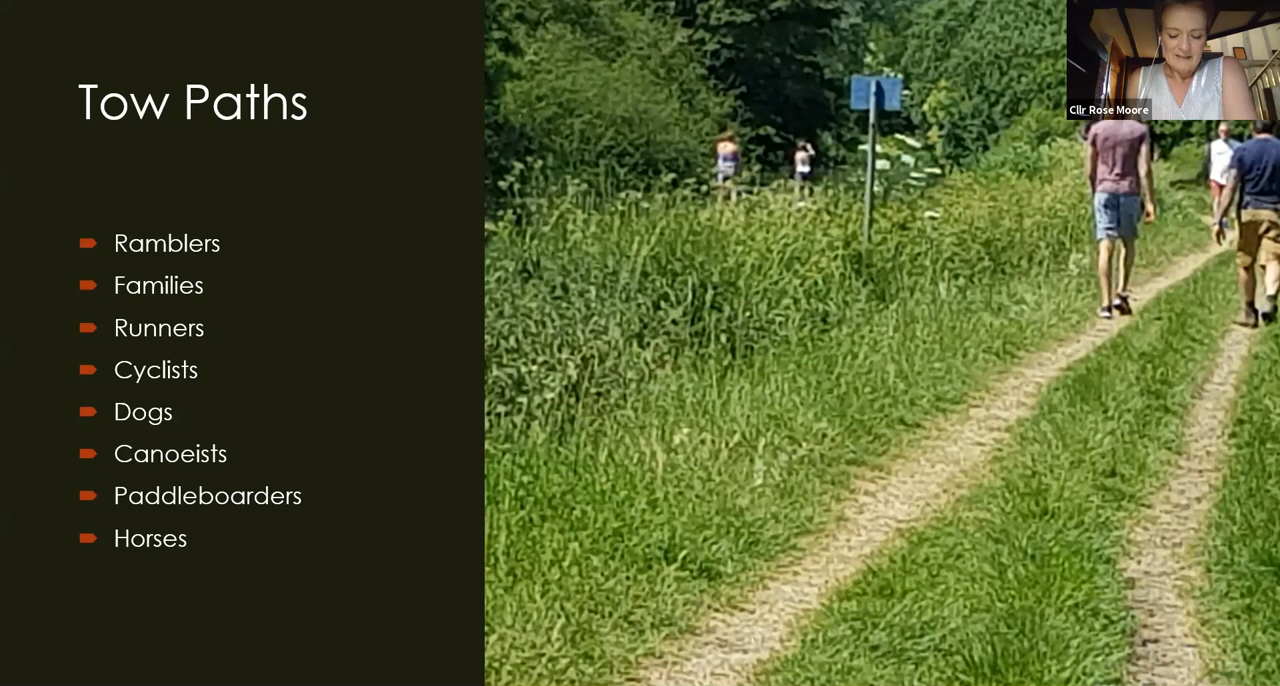 Tow Paths
Cllr Rose Moore
Ramblers
Families
Runners
Cyclists
Dogs
Canoeists
Paddleboarders
Horses